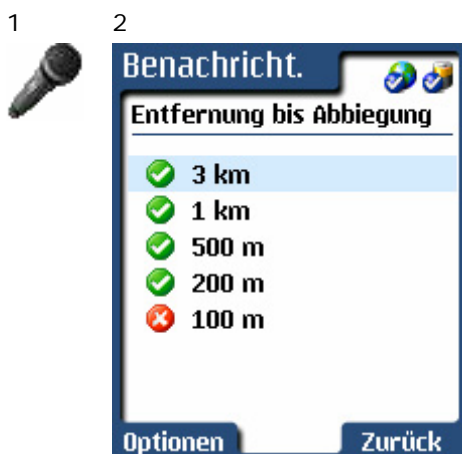 1 2
Benachricht.
Entfernung bis Abbiegung
3 km
1 km
500 m
200 m
100 m
Optionen Zurück